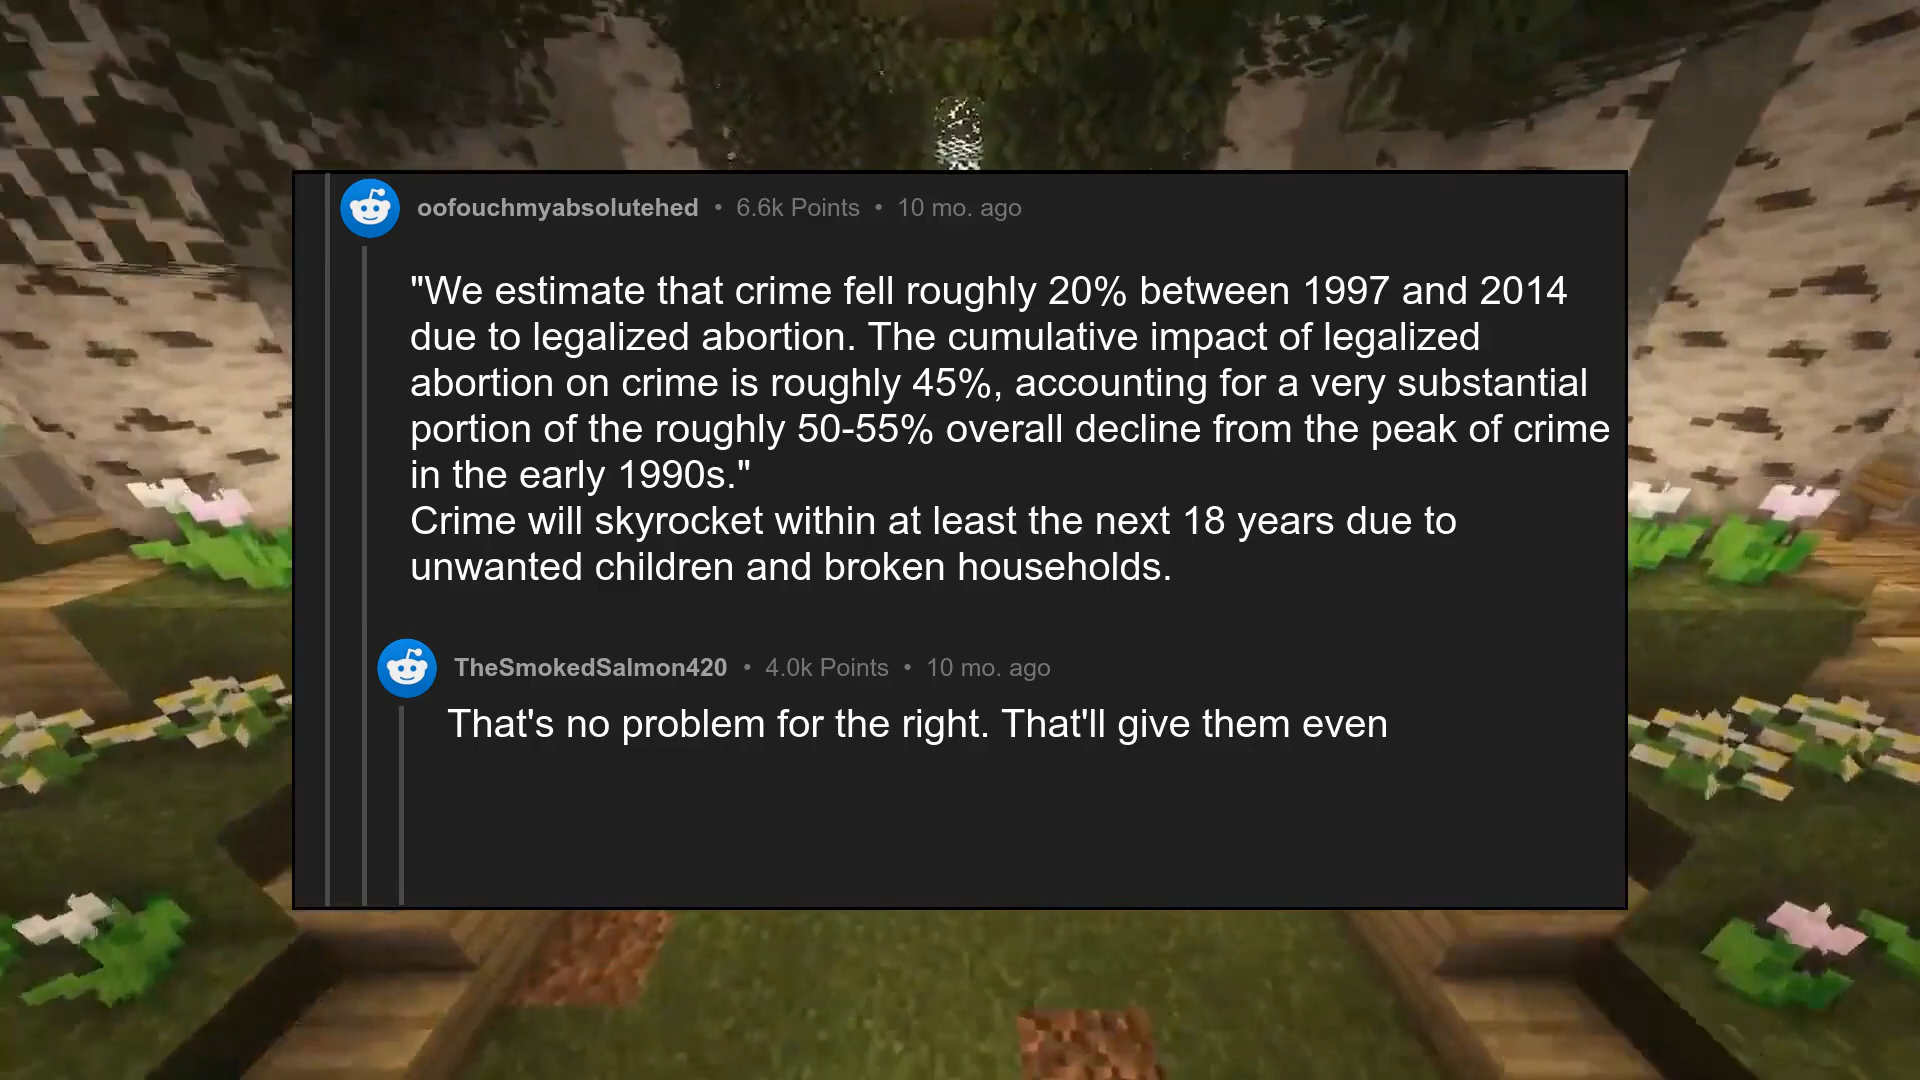 oofouchmyabsolutehed • 6.6k Points • 10 mo. ago
"We estimate that crime fell roughly 20% between 1997 and 2014
due to legalized abortion. The cumulative impact of legalized
abortion on crime is roughly 45%, accounting for a very substantial
portion of the roughly 50-55% overall decline from the peak of crime
in the early 1990s."
Crime will skyrocket within at least the next 18 years due to
unwanted children and broken households.
TheSmokedSalmon420 • 4.0k Points • 10 mo. ago
That's no problem for the right. That'll give them even